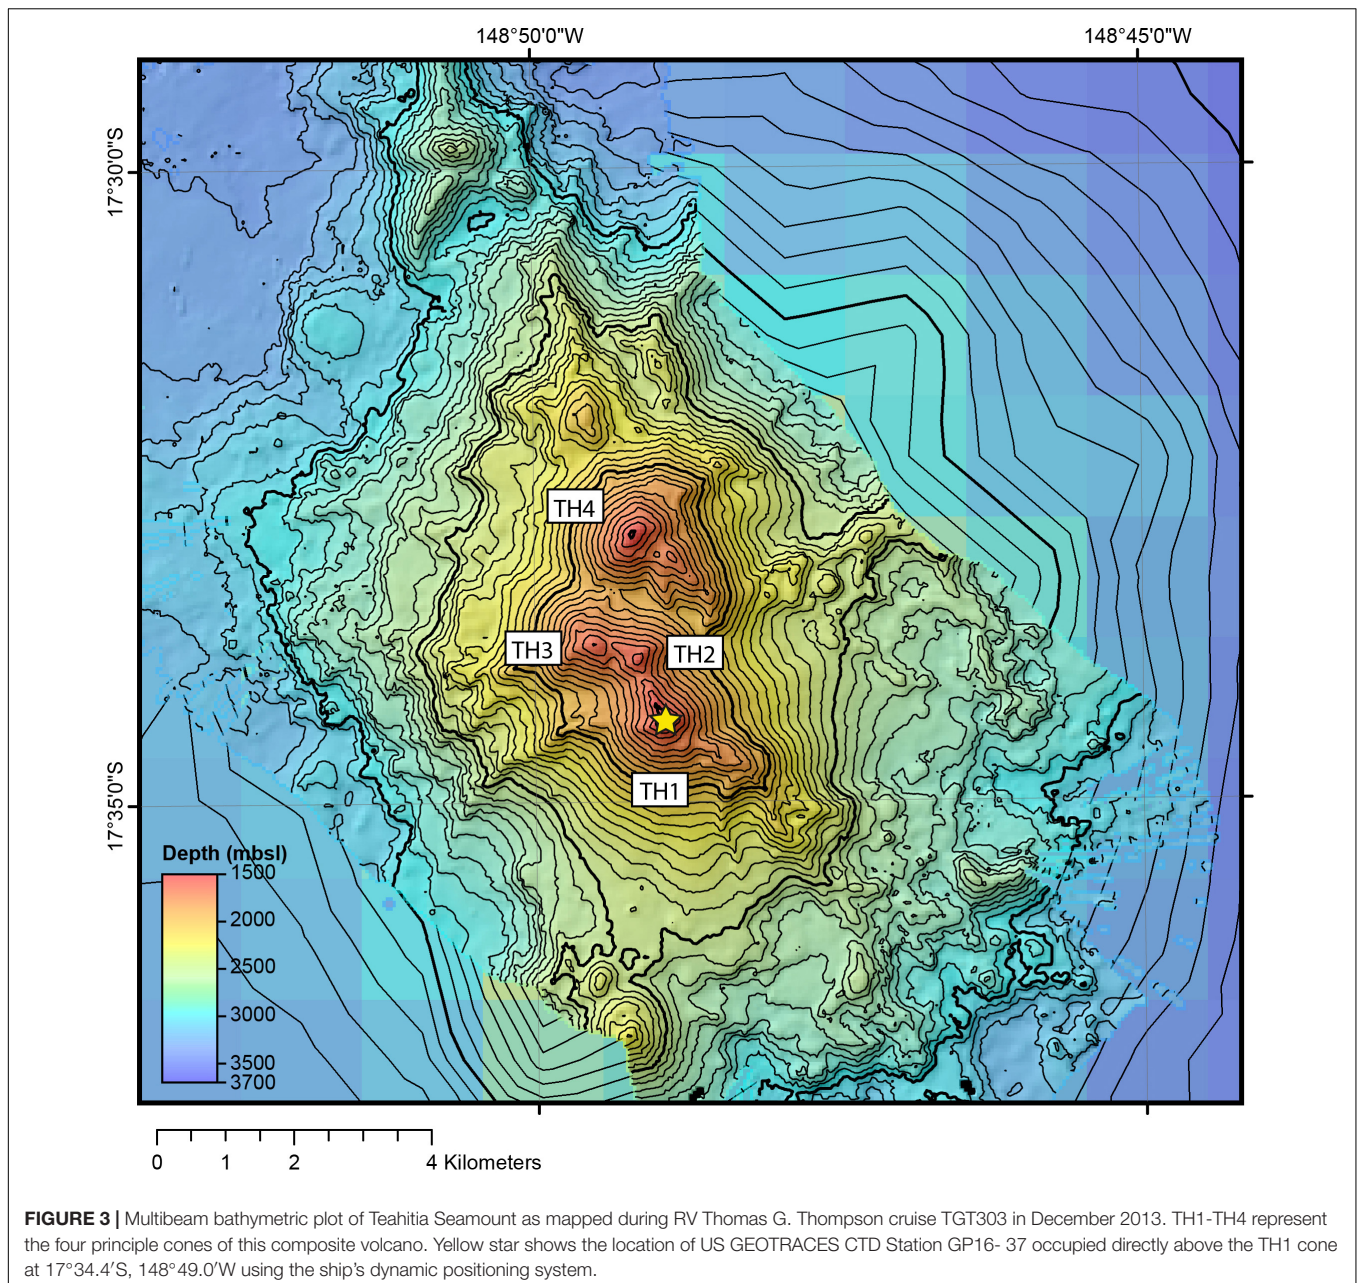 148°50'0"W
148°45'0"W
17°30'0"S
TH4
TH3
TH2
TH1
17°35'0"S
Depth (mbsl)
1500
2000
2500
3000
3500
3700
0 1 2 4 Kilometers
FIGURE 3 | Multibeam bathymetric plot of Teahitia Seamount as mapped during RV Thomas G. Thompson cruise TGT303 in December 2013. TH1-TH4 represent
the four principle cones of this composite volcano. Yellow star shows the location of US GEOTRACES CTD Station GP16- 37 occupied directly above the TH1 cone
at 17°34.4′S, 148°49.0′W using the ship's dynamic positioning system.